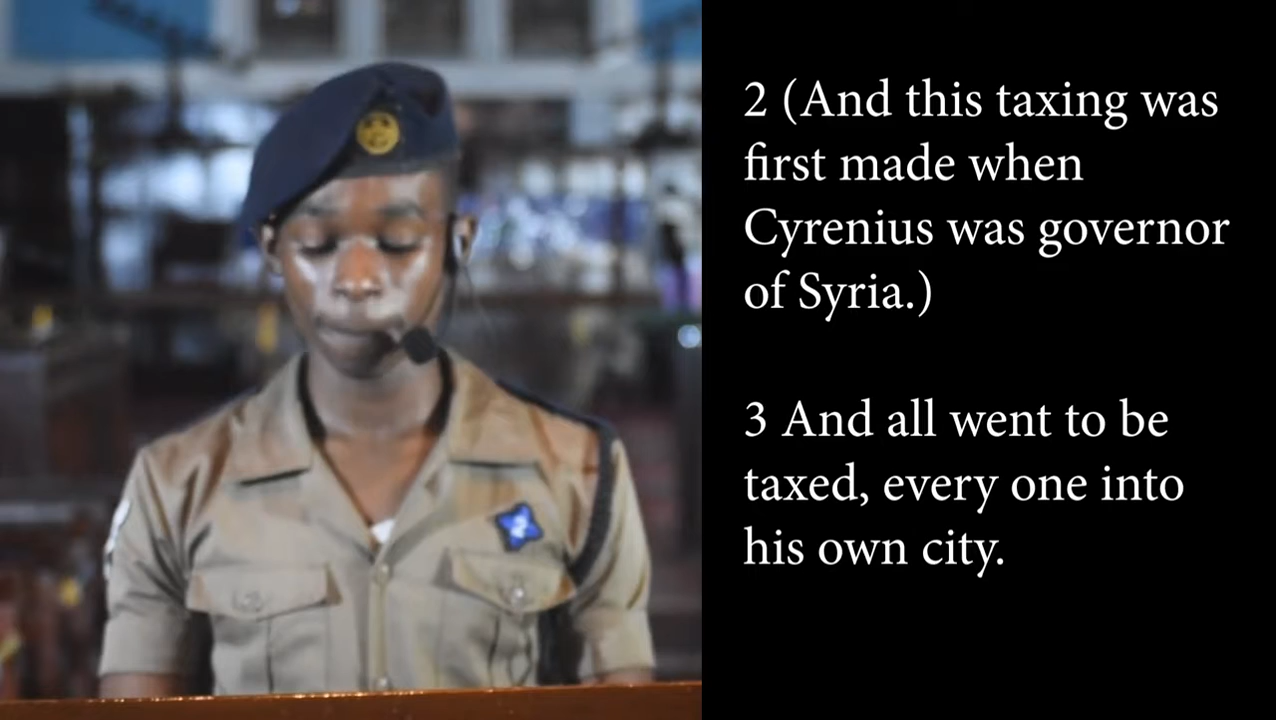 2 (And this taxing was
first made when
Cyrenius was governor
of Syria.)
3 And all went to be
taxed, every one into
his own city.